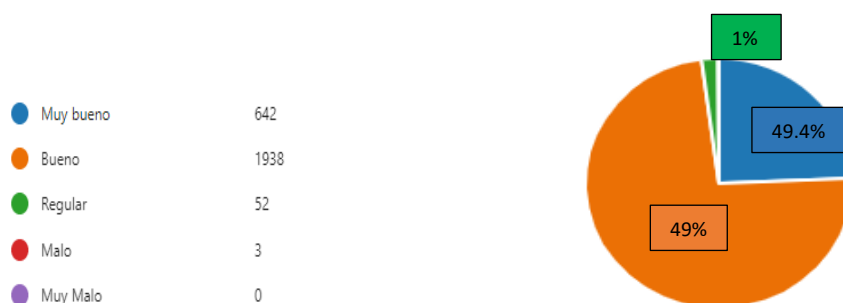 1%
Muy bueno 642
49.4%
Bueno 1938
Regular 52
49%
Malo 3
Muy Malo 0